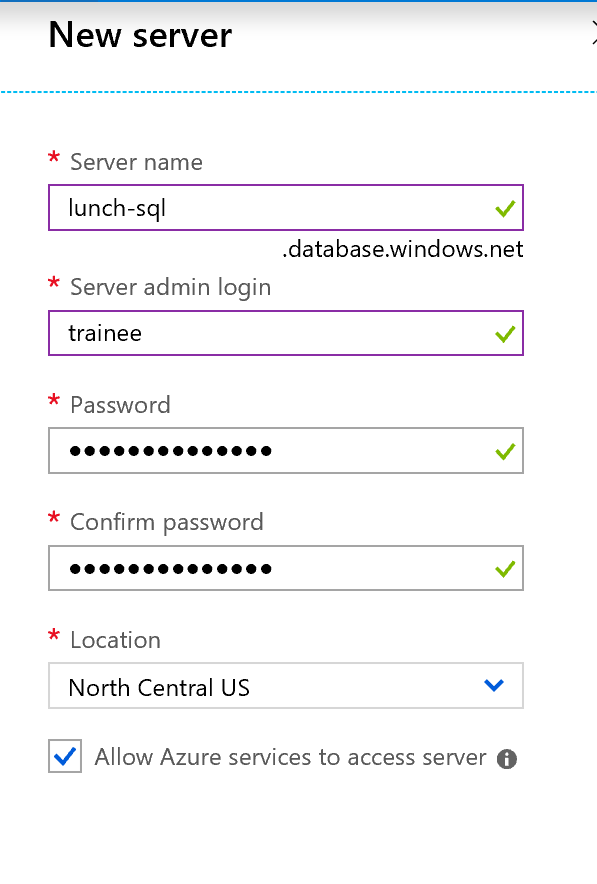 New server
* Server name
lunch-sql
.database.windows.net
* Server admin login
trainee
* Password
●●●●●●●●●●●●●●
* Confirm password
●●●●●●●●●●●●●●
* Location
North Central US
Allow Azure services to access server